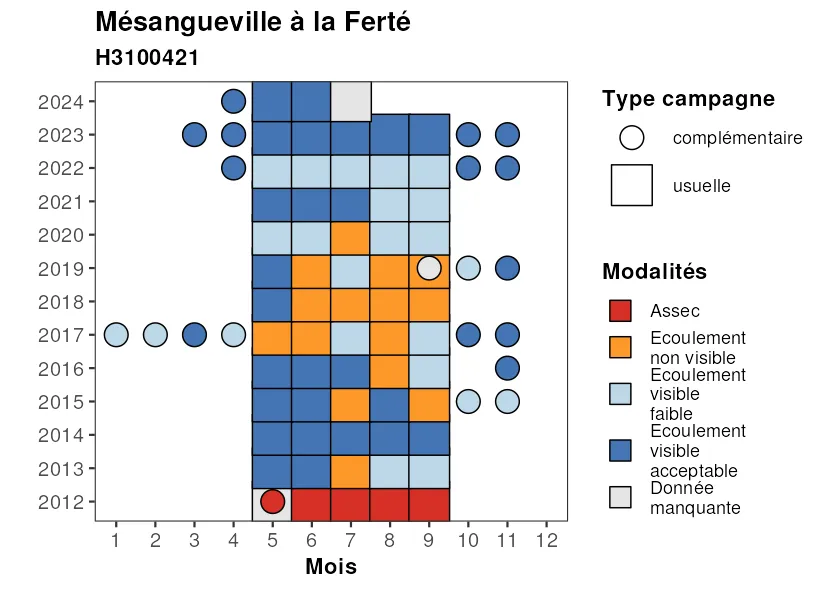 Mésangueville à la Ferté
H3100421
2024
2023
2022
2021
2020
2019
2018
2017
2016
2015
2014
2013
2012
1 2 3 4 5 6 7 8 9 10 11 12
Mois
Type campagne
complémentaire
usuelle
Modalités
Assec
Ecoulement
non visible
Ecoulement
visible
faible
Ecoulement
visible
acceptable
Donnée
manquante